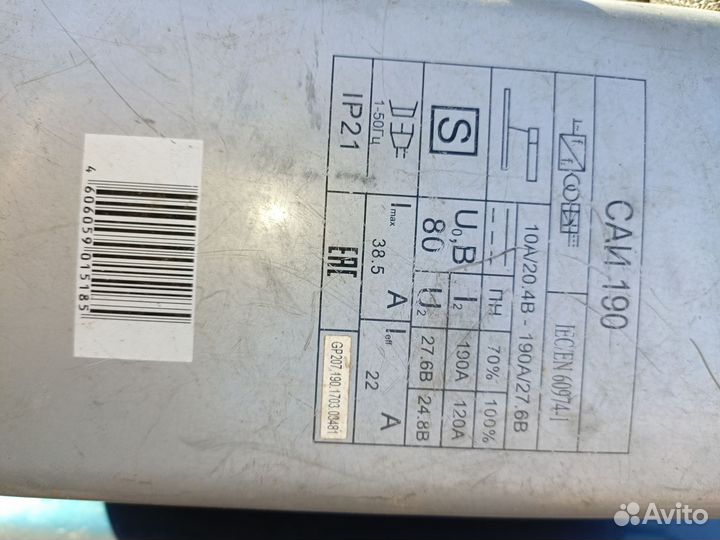 САИ 190
IEC/EN 60974-1
10A/20.4B - 190A/27.6B
ПН 70% 100%
S U₀,B I₂ 190A 120A
80 U₂ 27.6B 24.8B
1-50Гц Imax 38.5 A Ieff 22 A
IP21 EAC GP207,190.1703.03481
4 606059 015185
Avito